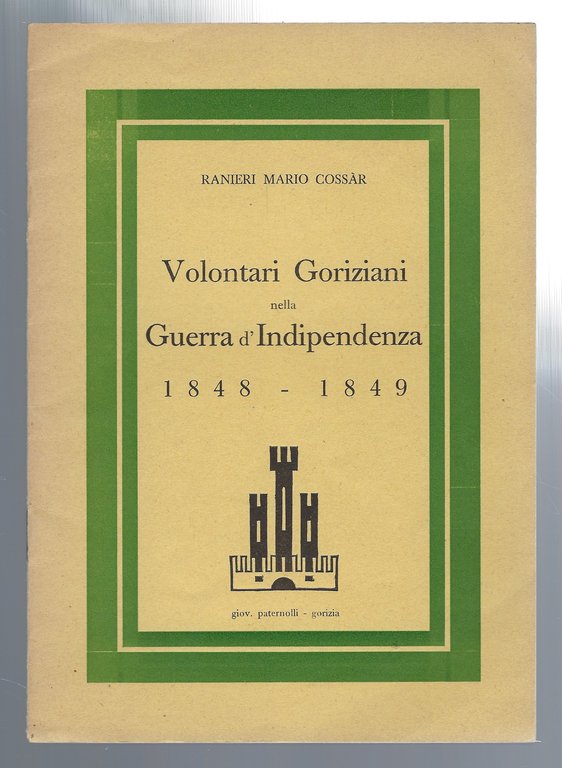 RANIERI MARIO COSSÀR
Volontari Goriziani
nella
Guerra d'Indipendenza
1848 - 1849
giov. paternolli - gorizia